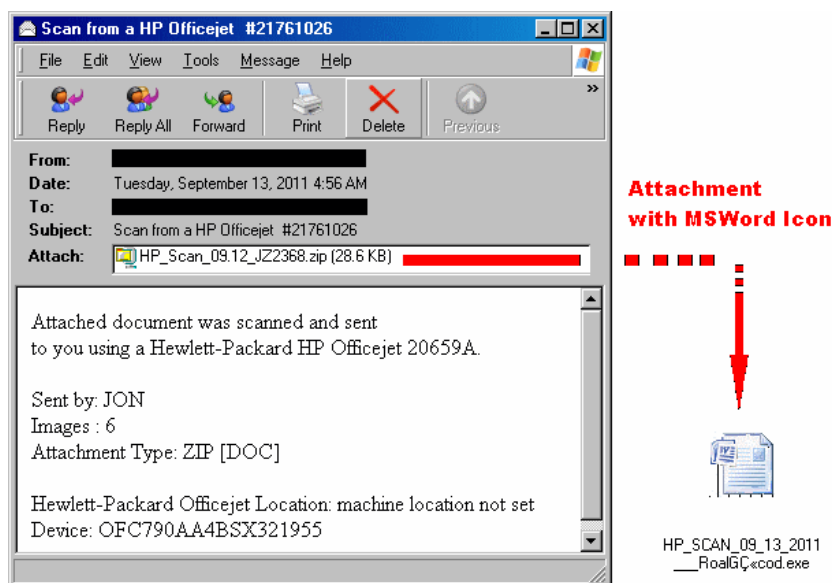 Scan from a HP Officejet #21761026
File Edit View Tools Message Help
Reply Reply All Forward Print Delete Previous
From:
Date: Tuesday, September 13, 2011 4:56 AM
To:
Subject: Scan from a HP Officejet #21761026
Attach: HP_Scan_09.12_JZ2368.zip (28.6 KB)
Attached document was scanned and sent
to you using a Hewlett-Packard HP Officejet 20659A.
Sent by: JON
Images : 6
Attachment Type: ZIP [DOC]
Hewlett-Packard Officejet Location: machine location not set
Device: OFC790AA4BSX321955
Attachment
with MSWord Icon
HP_SCAN_09_13_2011
___RoalGÇ«cod.exe